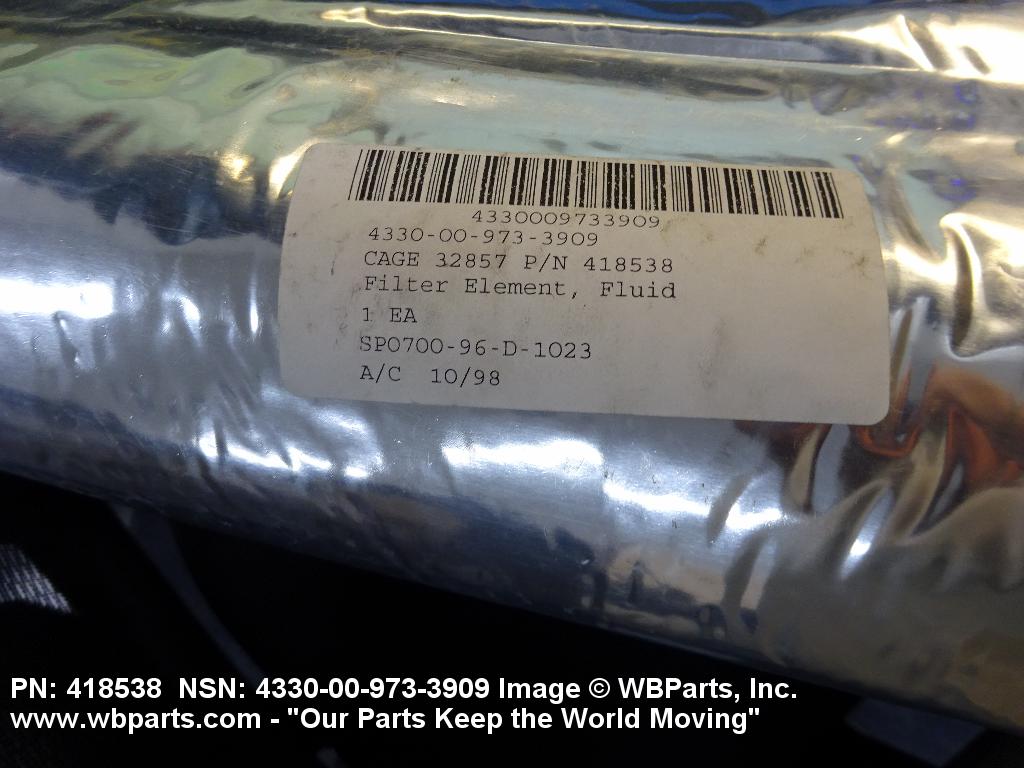 4330009733909
4330-00-973-3909
CAGE 32857 P/N 418538
Filter Element, Fluid
1 EA
SP0700-96-D-1023
A/C 10/98
PN: 418538 NSN: 4330-00-973-3909 Image © WBParts, Inc.
www.wbparts.com - "Our Parts Keep the World Moving"